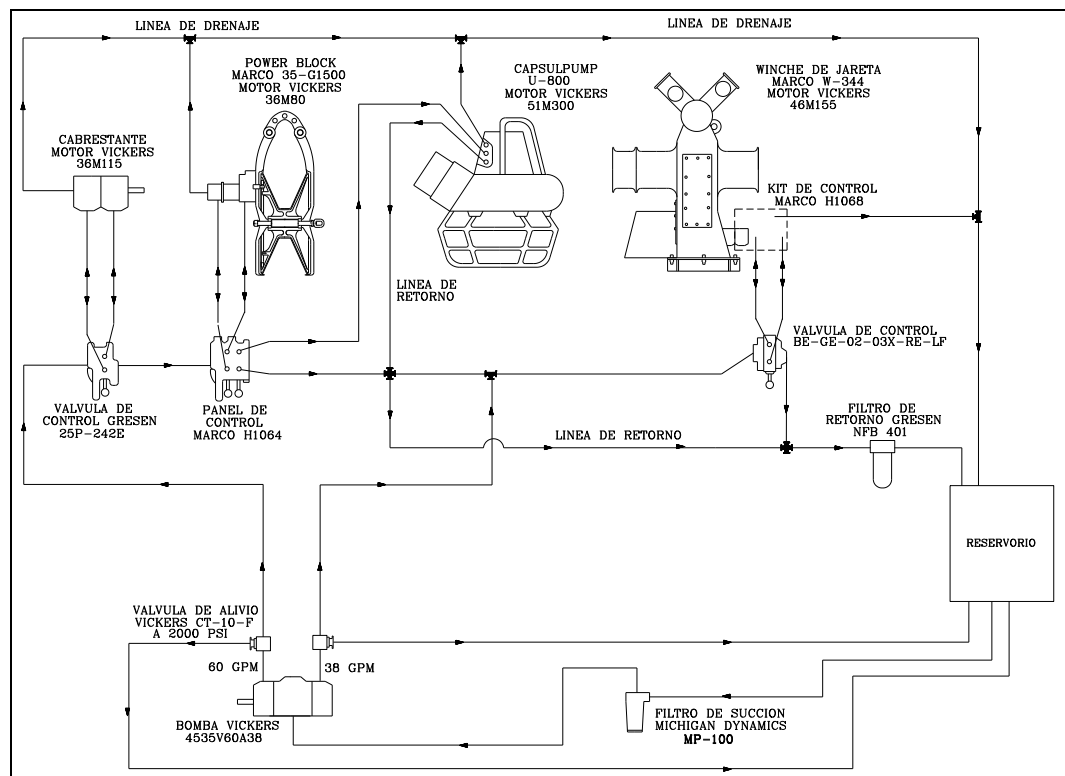 LINEA DE DRENAJE
LINEA DE DRENAJE
POWER BLOCK
MARCO 35-G1500
MOTOR VICKERS
36M80
CAPSULPUMP
U-800
MOTOR VICKERS
51M300
WINCHE DE JARETA
MARCO W-344
MOTOR VICKERS
46M155
CABRESTANTE
MOTOR VICKERS
36M115
KIT DE CONTROL
MARCO H1068
LINEA DE
RETORNO
VALVULA DE CONTROL
BE-GE-02-03X-RE-LF
VALVULA DE
CONTROL GRESEN
25P-242E
PANEL DE
CONTROL
MARCO H1064
FILTRO DE
RETORNO GRESEN
NFB 401
LINEA DE RETORNO
RESERVORIO
VALVULA DE ALIVIO
VICKERS CT-10-F
A 2000 PSI
60 GPM
38 GPM
BOMBA VICKERS
4535V60A38
FILTRO DE SUCCION
MICHIGAN DYNAMICS
MP-100